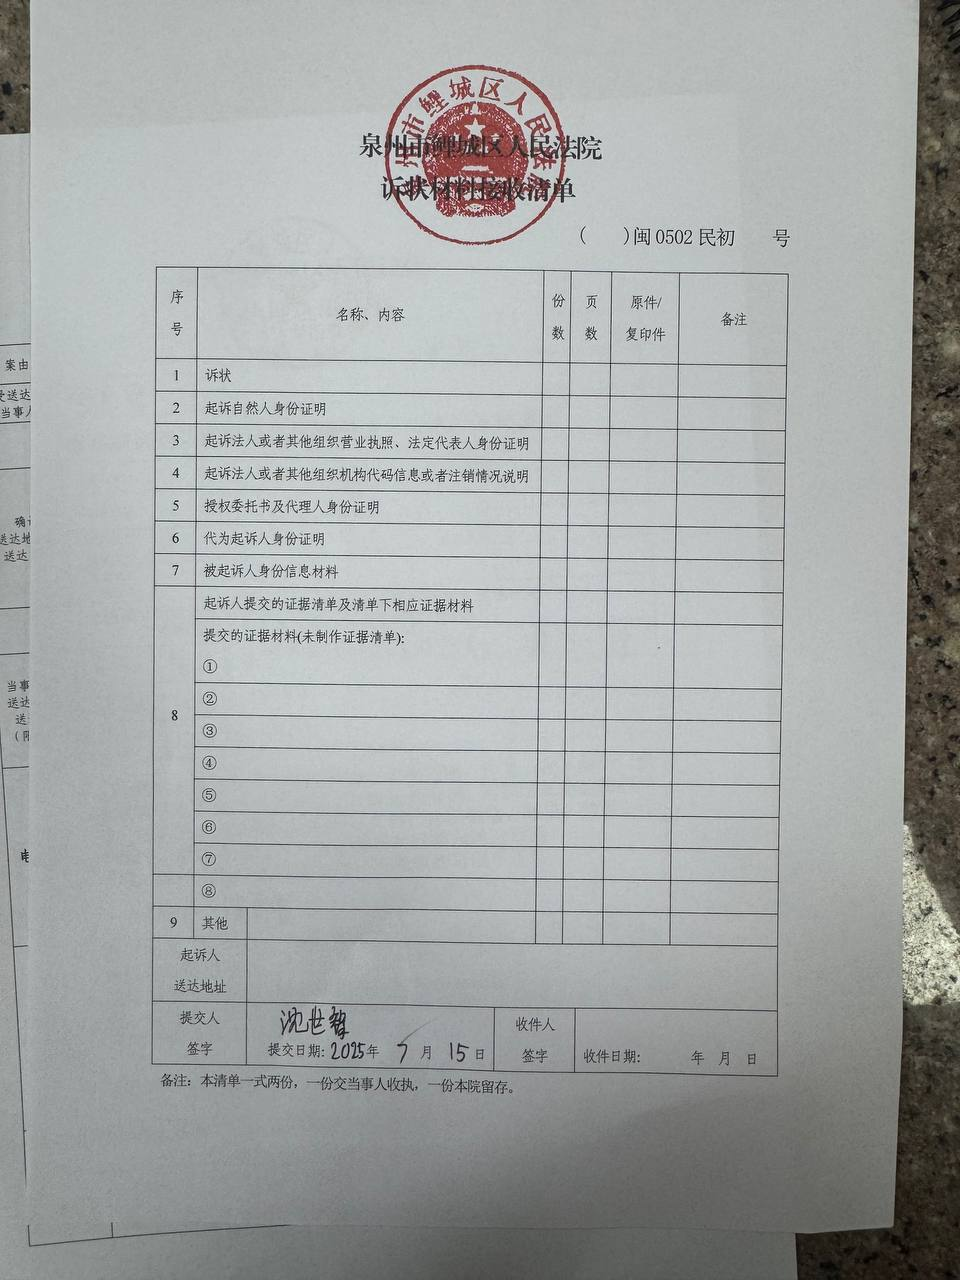 市鲤城区人民法
泉州市鲤城区人民法院
诉状材料接收清单
(  )闽0502民初  号
序号 名称、内容 份数 页数 原件/复印件 备注
1 诉状
2 起诉自然人身份证明
3 起诉法人或者其他组织营业执照、法定代表人身份证明
4 起诉法人或者其他组织机构代码信息或者注销情况说明
5 授权委托书及代理人身份证明
6 代为起诉人身份证明
7 被起诉人身份信息材料
8 起诉人提交的证据清单及清单下相应证据材料
提交的证据材料(未制作证据清单):
①
②
③
④
⑤
⑥
⑦
⑧
9 其他
起诉人
送达地址
提交人 沈世智 收件人
签字 提交日期: 2025年 7 月 15日 签字 收件日期: 年 月 日
备注: 本清单一式两份，一份交当事人收执，一份本院留存。
案由
受送达
当事人
送达地
送达
当事
送达